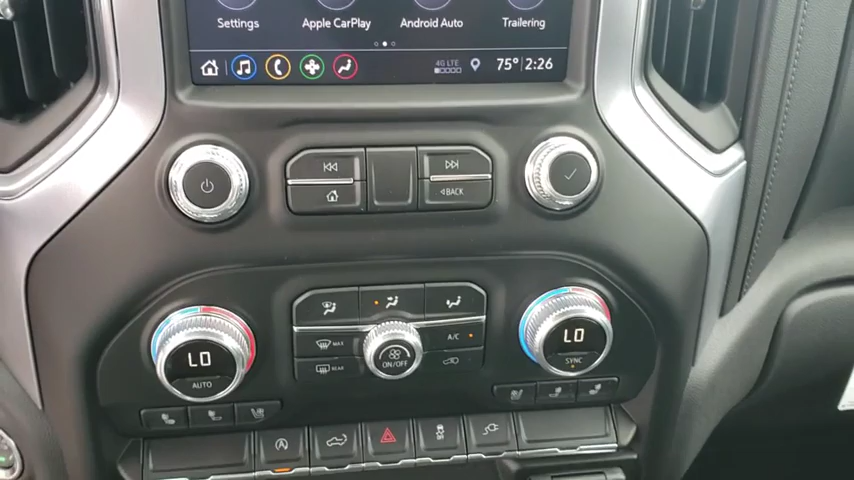 Settings Apple CarPlay Android Auto Trailering
4G LTE 75° 2:26
BACK
LO LO
MAX A/C
ON/OFF
AUTO REAR SYNC
OFF